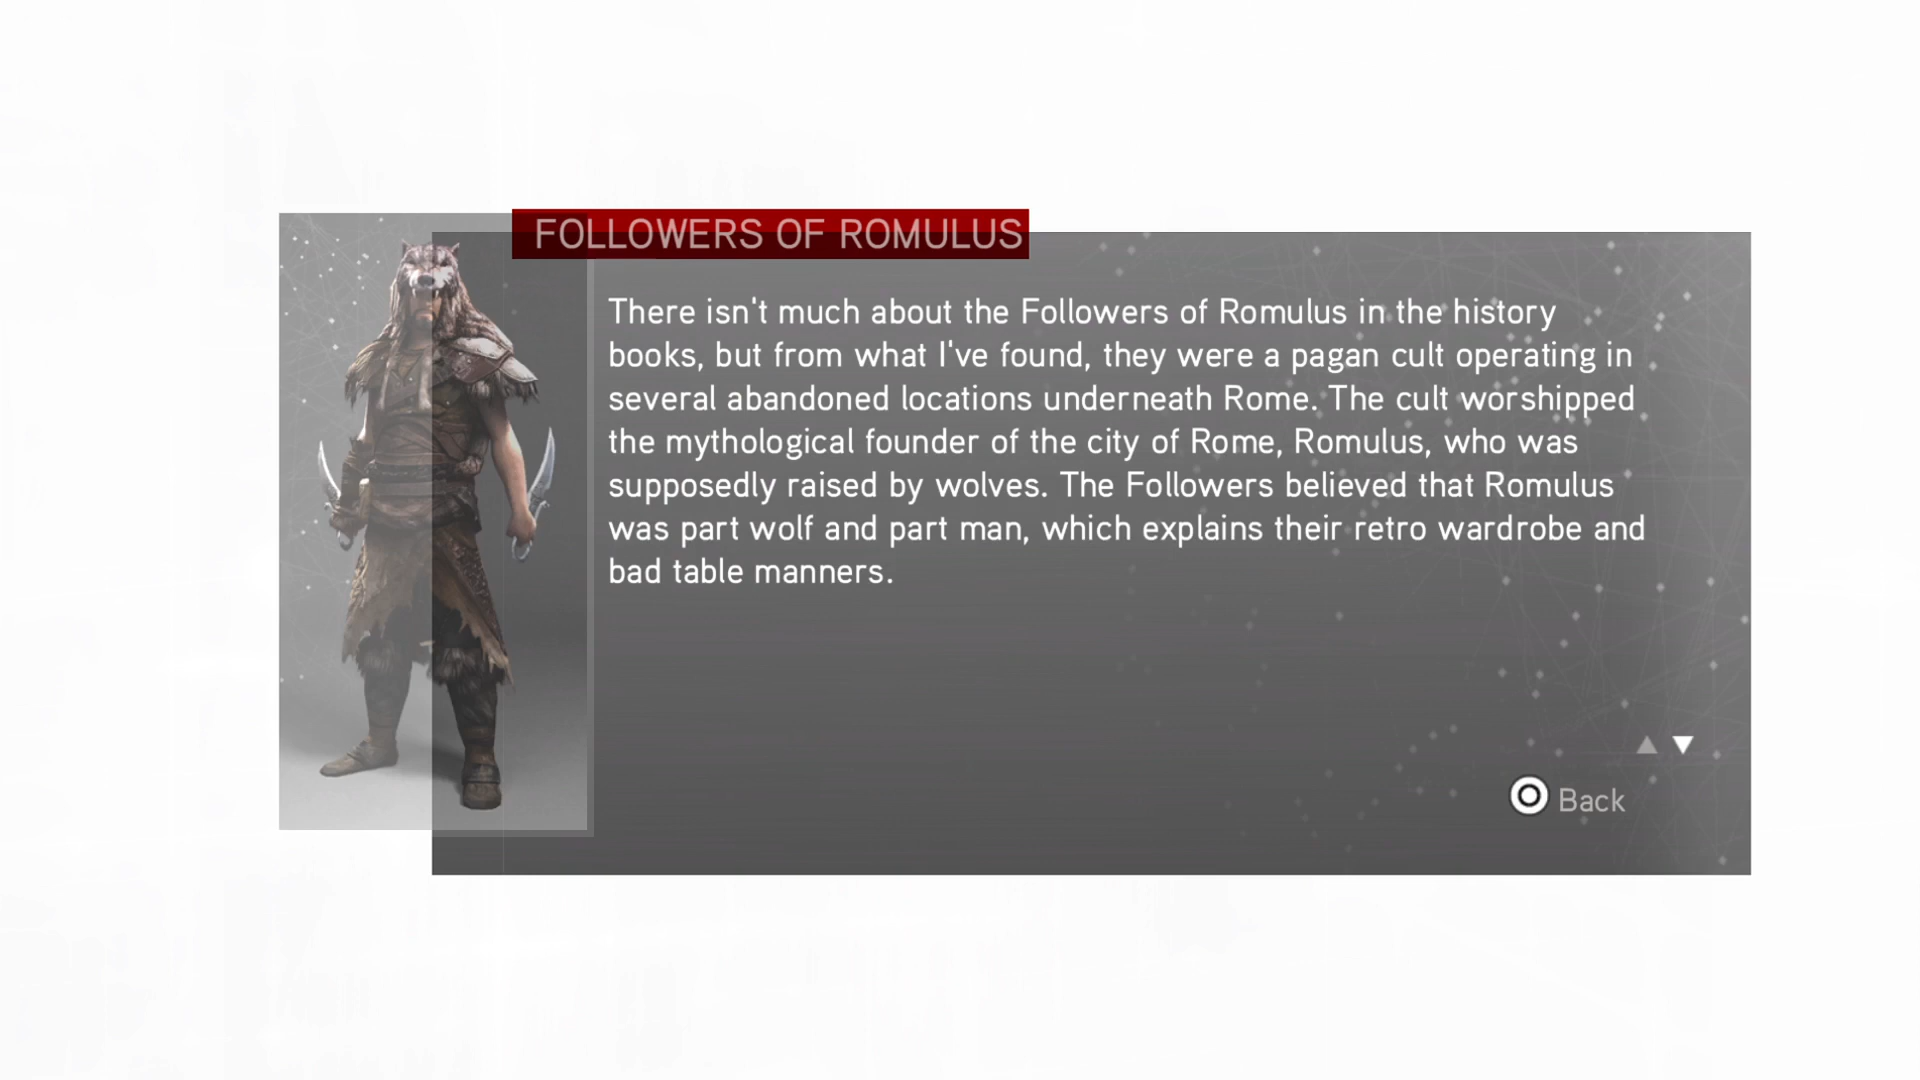 FOLLOWERS OF ROMULUS
There isn't much about the Followers of Romulus in the history
books, but from what I've found, they were a pagan cult operating in
several abandoned locations underneath Rome. The cult worshipped
the mythological founder of the city of Rome, Romulus, who was
supposedly raised by wolves. The Followers believed that Romulus
was part wolf and part man, which explains their retro wardrobe and
bad table manners.
Back